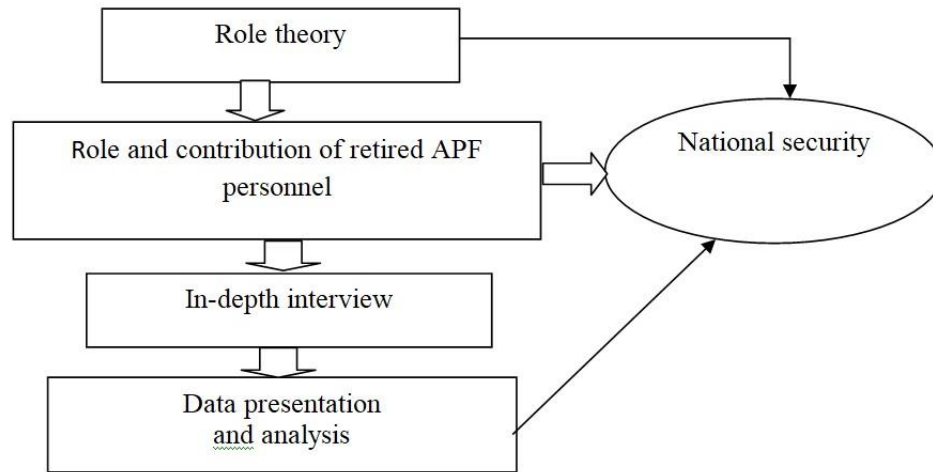 Role theory
Role and contribution of retired APF
personnel
National security
In-depth interview
Data presentation
and analysis